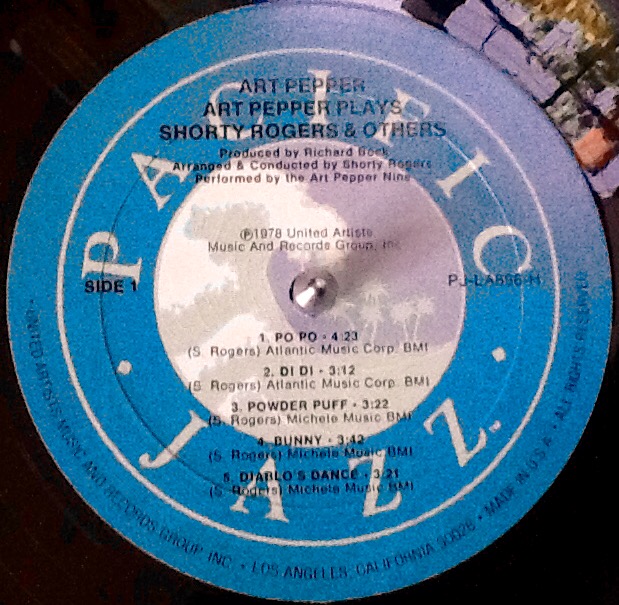 ART PEPPER
ART PEPPER PLAYS
SHORTY ROGERS & OTHERS
Produced by Richard Bock
Arranged & Conducted by Shorty Rogers
Performed by the Art Pepper Nine
PACIFIC
℗1978 United Artists
Music And Records Group, Inc.
SIDE 1
PJ-LA896-H
1. PO PO - 4:23
(S. Rogers) Atlantic Music Corp. BMI
2. DI DI - 3:12
(S. Rogers) Atlantic Music Corp. BMI
3. POWDER PUFF - 3:22
(S. Rogers) Michele Music BMI
4. BUNNY - 3:42
(S. Rogers) Michele Music BMI
5. DIABLO'S DANCE - 3:21
(S. Rogers) Michele Music BMI
JAZZ
• UNITED ARTISTS MUSIC AND RECORDS GROUP, INC. • LOS ANGELES, CALIFORNIA 90028 • MADE IN U.S.A. • ALL RIGHTS RESERVED